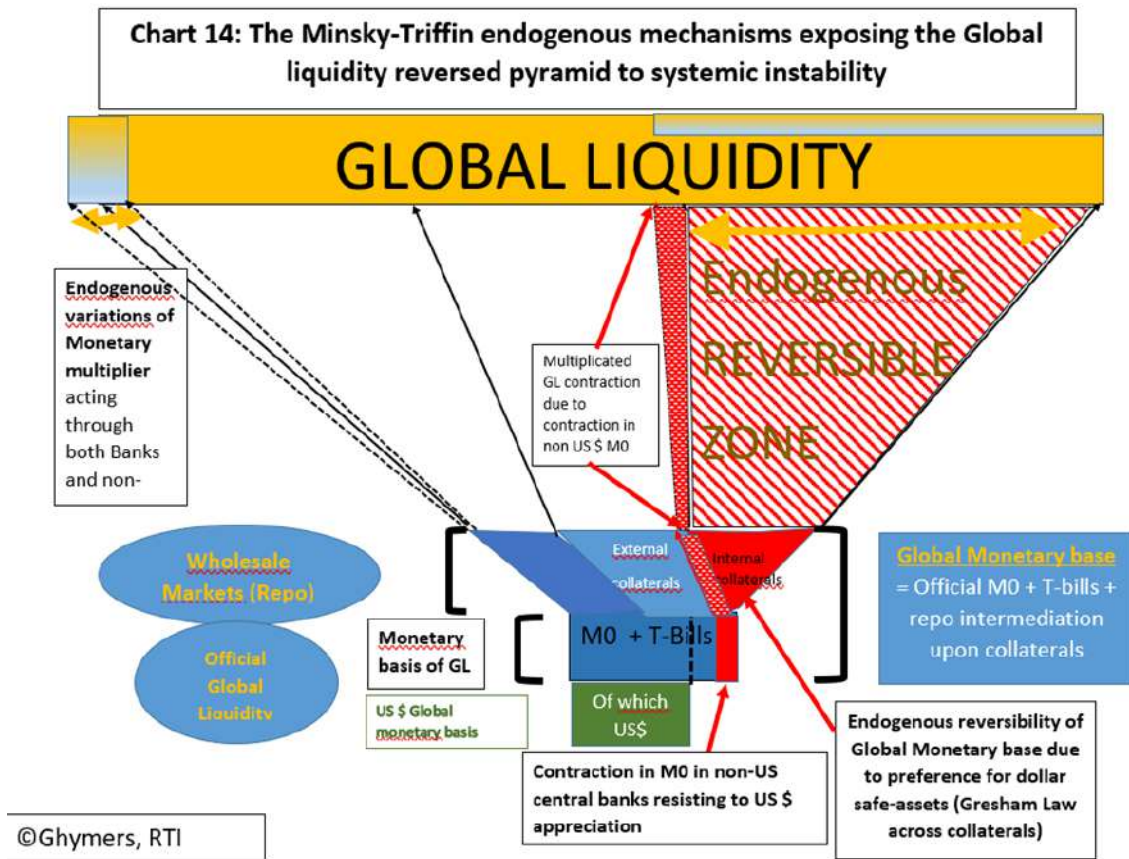 Chart 14: The Minsky-Triffin endogenous mechanisms exposing the Global
liquidity reversed pyramid to systemic instability
GLOBAL LIQUIDITY
Endogenous
variations of
Monetary
multiplier
acting
through
both Banks
and non-
Multiplicated
GL contraction
due to
contraction in
non US $ M0
Endogenous
REVERSIBLE
ZONE
Wholesale
Markets (Repo)
External
collaterals
Internal
collaterals
Global Monetary base
= Official M0 + T-bills +
repo intermediation
upon collaterals
Official
Global
Liquidity
Monetary
basis of GL
M0 + T-Bills
US $ Global
monetary basis
Of which
US$
Contraction in M0 in non-US
central banks resisting to US $
appreciation
Endogenous reversibility of
Global Monetary base due
to preference for dollar
safe-assets (Gresham Law
across collaterals)
©Ghymers, RTI